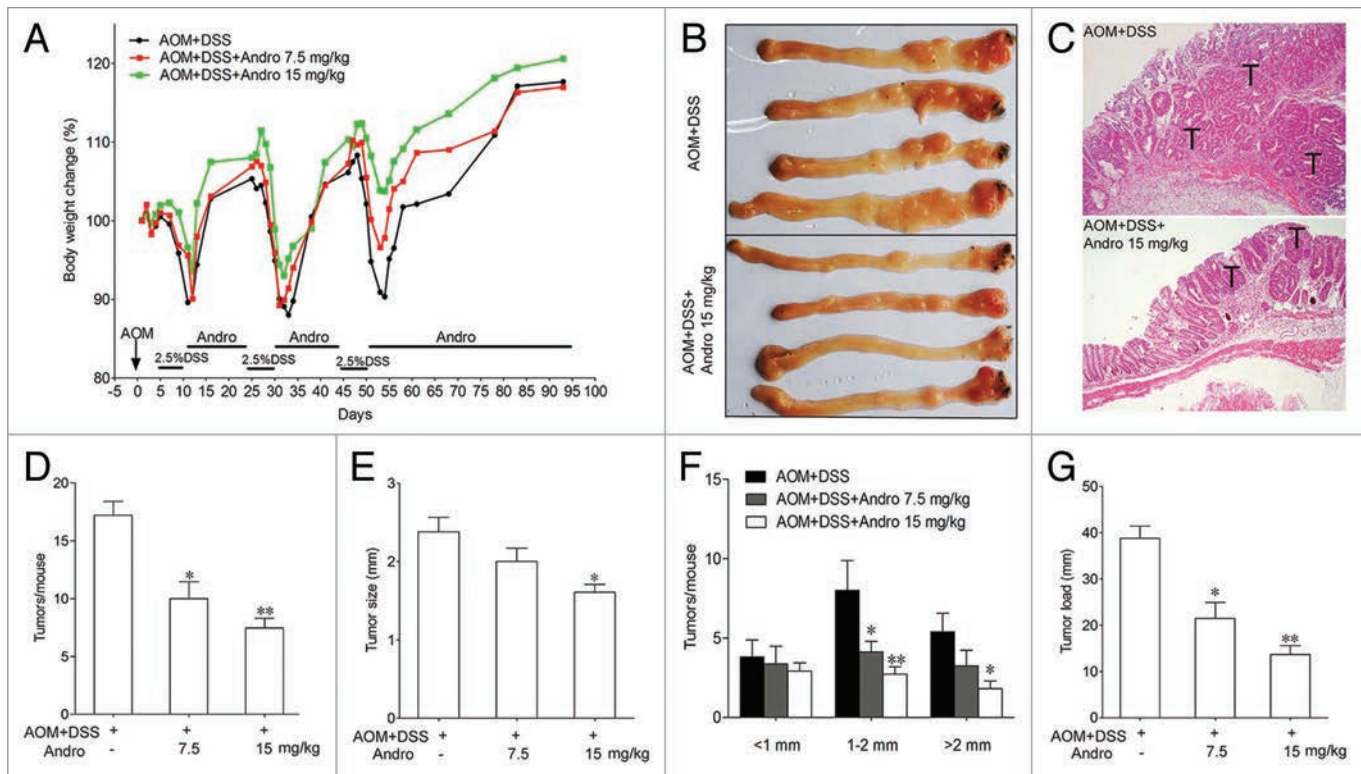 A
AOM+DSS
AOM+DSS+Andro 7.5 mg/kg
AOM+DSS+Andro 15 mg/kg
Body weight change (%)
120
110
100
90
80
AOM
Andro
Andro
Andro
2.5%DSS
2.5%DSS
2.5%DSS
-5 0 5 10 15 20 25 30 35 40 45 50 55 60 65 70 75 80 85 90 95 100
Days
B
AOM+DSS
AOM+DSS+
Andro 15 mg/kg
C
AOM+DSS
T
T
T
AOM+DSS+
Andro 15 mg/kg
T
T
D
Tumors/mouse
20
15
10
5
0
*
**
AOM+DSS + + +
Andro - 7.5 15 mg/kg
E
Tumor size (mm)
3
2
1
0
*
AOM+DSS + + +
Andro - 7.5 15 mg/kg
F
AOM+DSS
AOM+DSS+Andro 7.5 mg/kg
AOM+DSS+Andro 15 mg/kg
Tumors/mouse
15
10
5
0
*
**
*
<1 mm 1-2 mm >2 mm
G
Tumor load (mm)
50
40
30
20
10
0
*
**
AOM+DSS + + +
Andro - 7.5 15 mg/kg